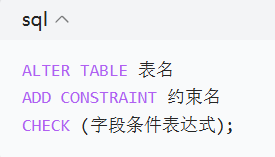 sql
ALTER TABLE 表名
ADD CONSTRAINT 约束名
CHECK (字段条件表达式);